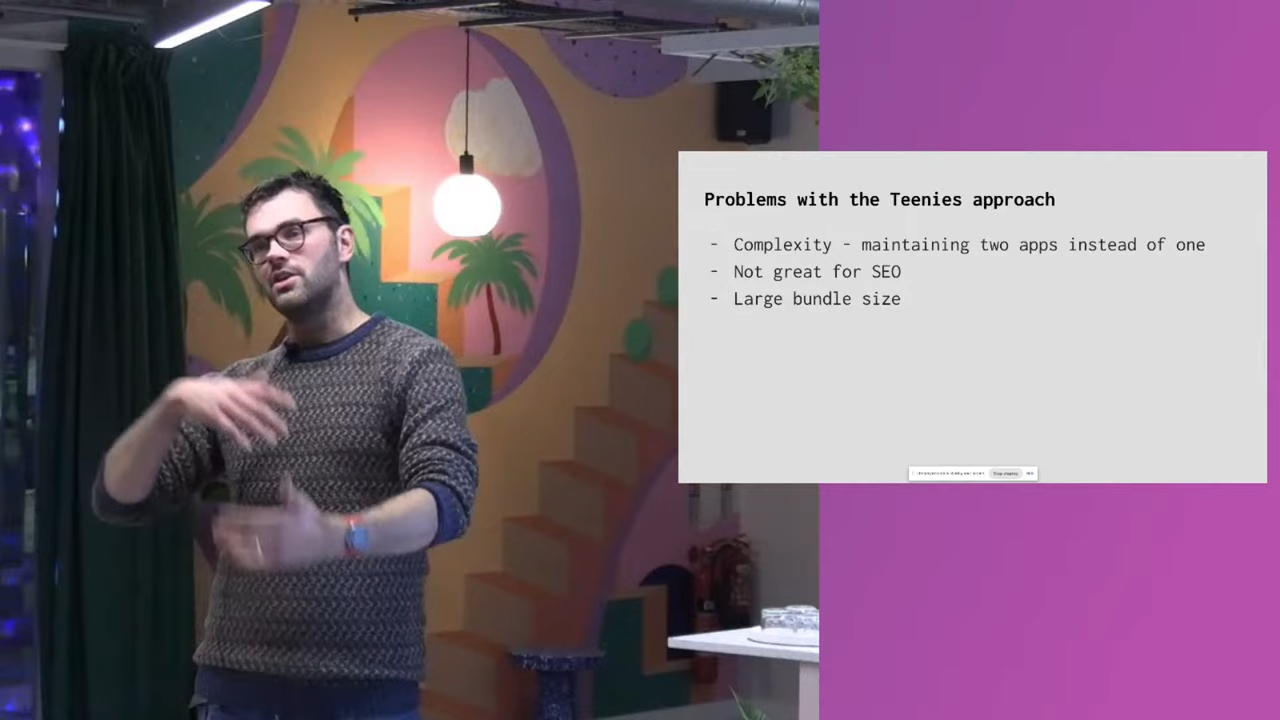 Problems with the Teenies approach
- Complexity - maintaining two apps instead of one
- Not great for SEO
- Large bundle size